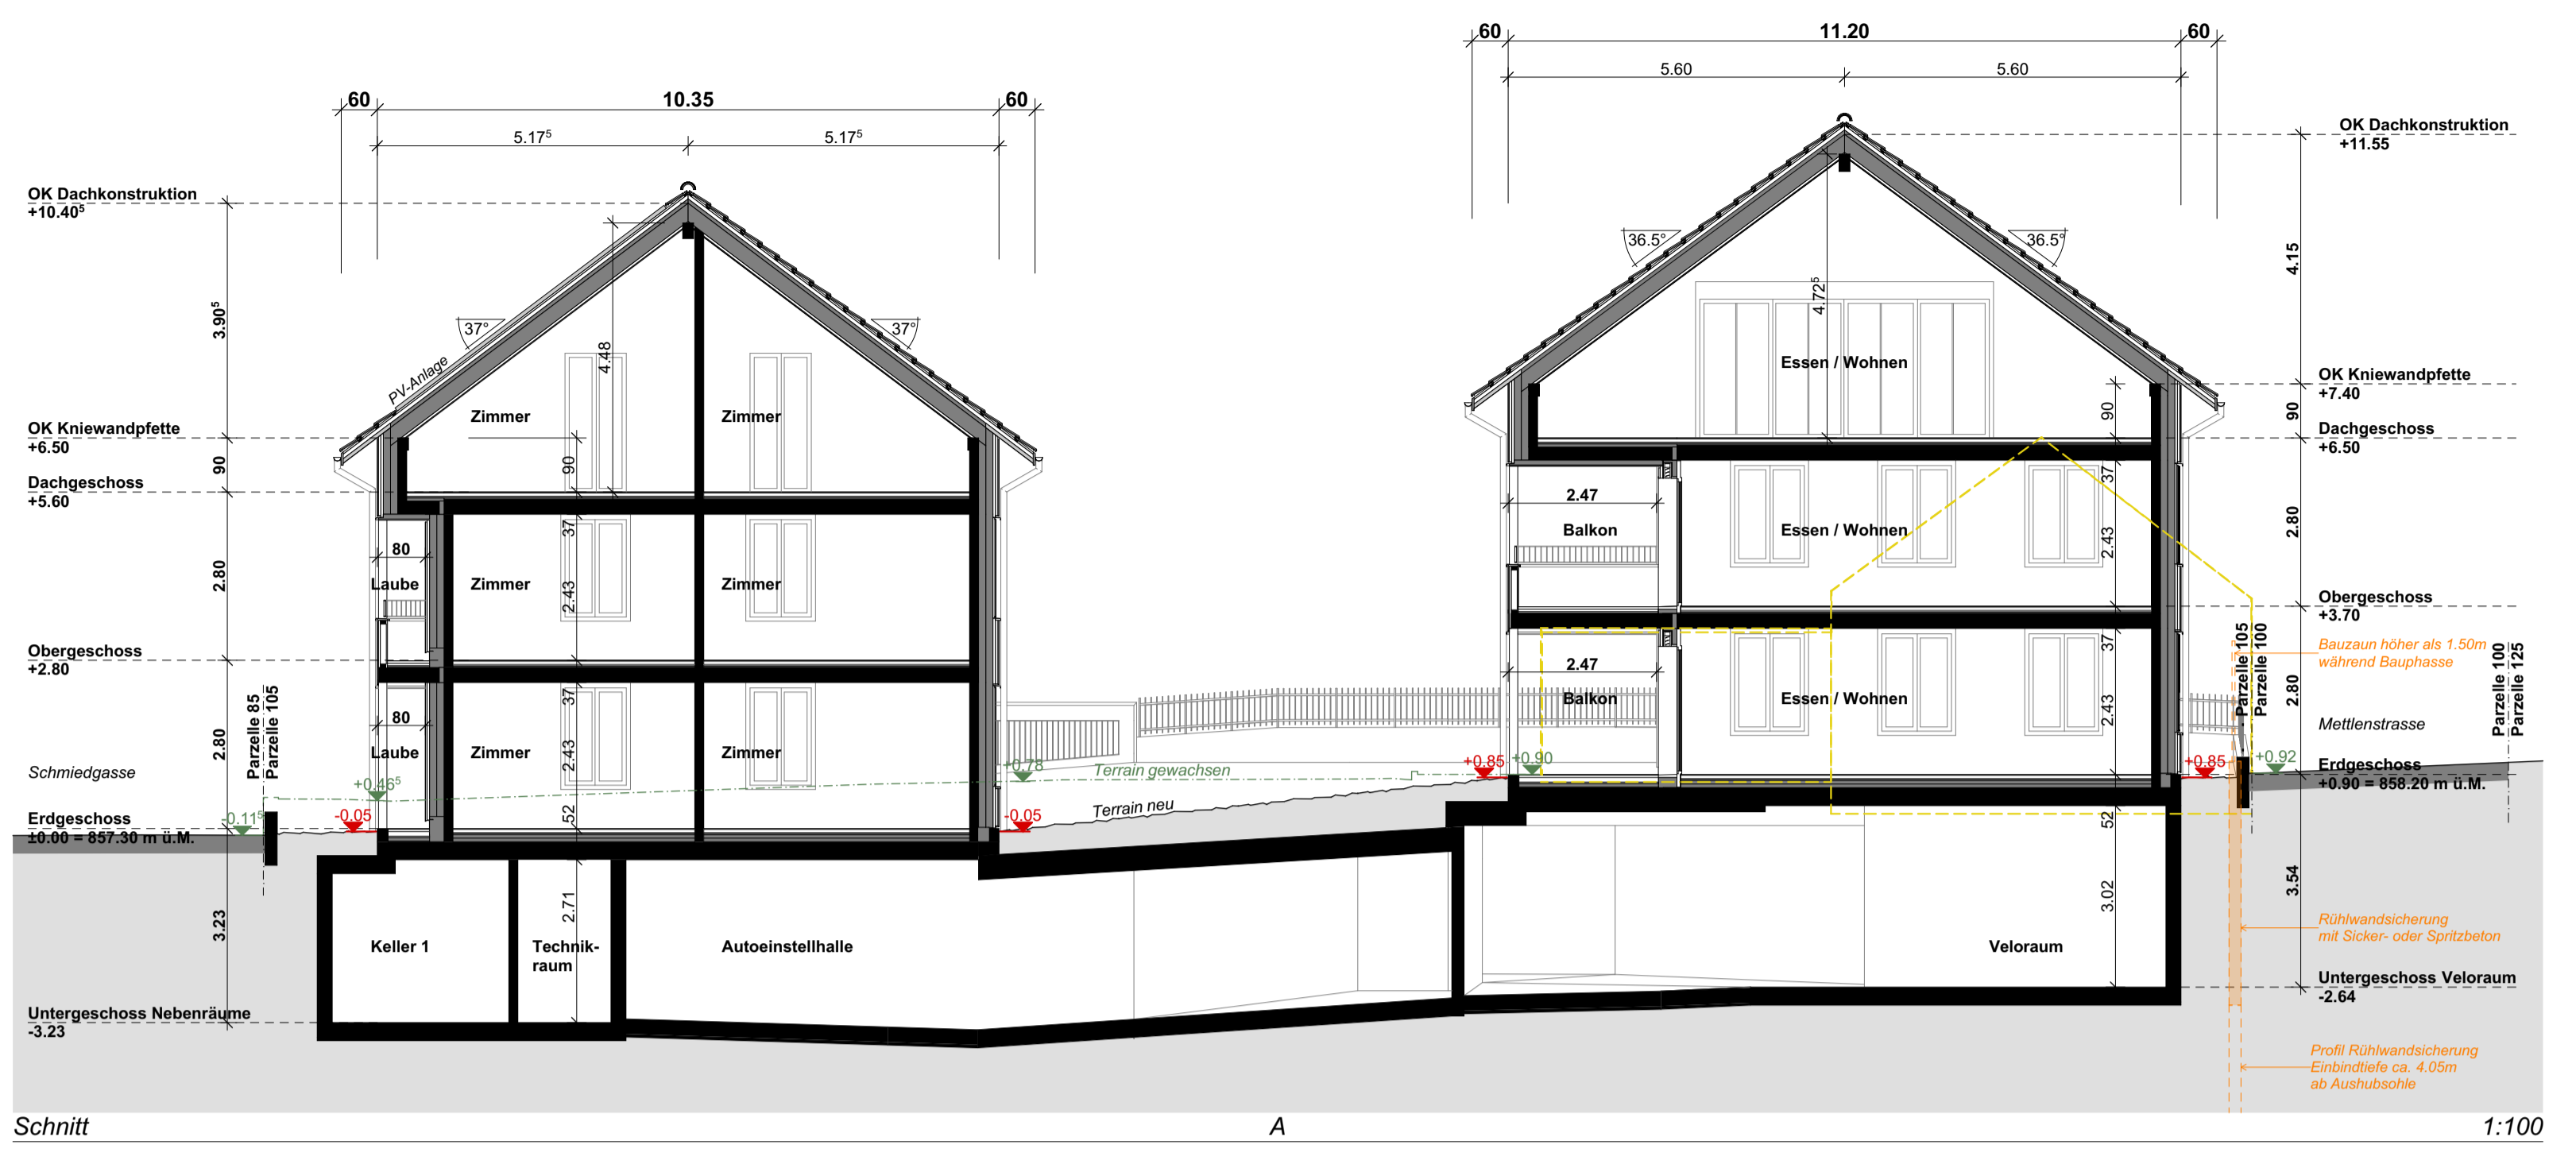 60 11.20 60
5.60 5.60
60 10.35 60
5.17⁵ 5.17⁵
OK Dachkonstruktion
+11.55
OK Dachkonstruktion
+10.40⁵
36.5° 36.5°
4.15
4.72⁵
3.90⁵
37° 37°
4.48
PV-Anlage
Essen / Wohnen
OK Kniewandpfette
+7.40
Zimmer Zimmer
90
90
OK Kniewandpfette
+6.50
Dachgeschoss
+6.50
90
90
Dachgeschoss
+5.60
37
2.47
Balkon
Essen / Wohnen
2.43
2.80
37
80
Laube
Zimmer
2.43
Zimmer
2.80
Obergeschoss
+3.70
Obergeschoss
+2.80
37
2.47
Balkon
Essen / Wohnen
2.43
2.80
Parzelle 105
Parzelle 100
Bauzaun höher als 1.50m
während Bauphasse
Parzelle 100
Parzelle 125
Mettlenstrasse
Parzelle 85
Parzelle 105
37
80
Laube
Zimmer
2.43
Zimmer
2.80
Schmiedgasse
+0.46⁵
+0.78
Terrain gewachsen
+0.85
+0.90
+0.85
+0.92
Erdgeschoss
+0.90 = 858.20 m ü.M.
Terrain neu
Erdgeschoss
±0.00 = 857.30 m ü.M.
-0.11⁵
-0.05
52
-0.05
52
3.23
2.71
3.02
3.54
Keller 1
Technik-
raum
Autoeinstellhalle
Veloraum
Rühlwandsicherung
mit Sicker- oder Spritzbeton
Untergeschoss Veloraum
-2.64
Untergeschoss Nebenräume
-3.23
Profil Rühlwandsicherung
Einbindtiefe ca. 4.05m
ab Aushubsohle
Schnitt A 1:100